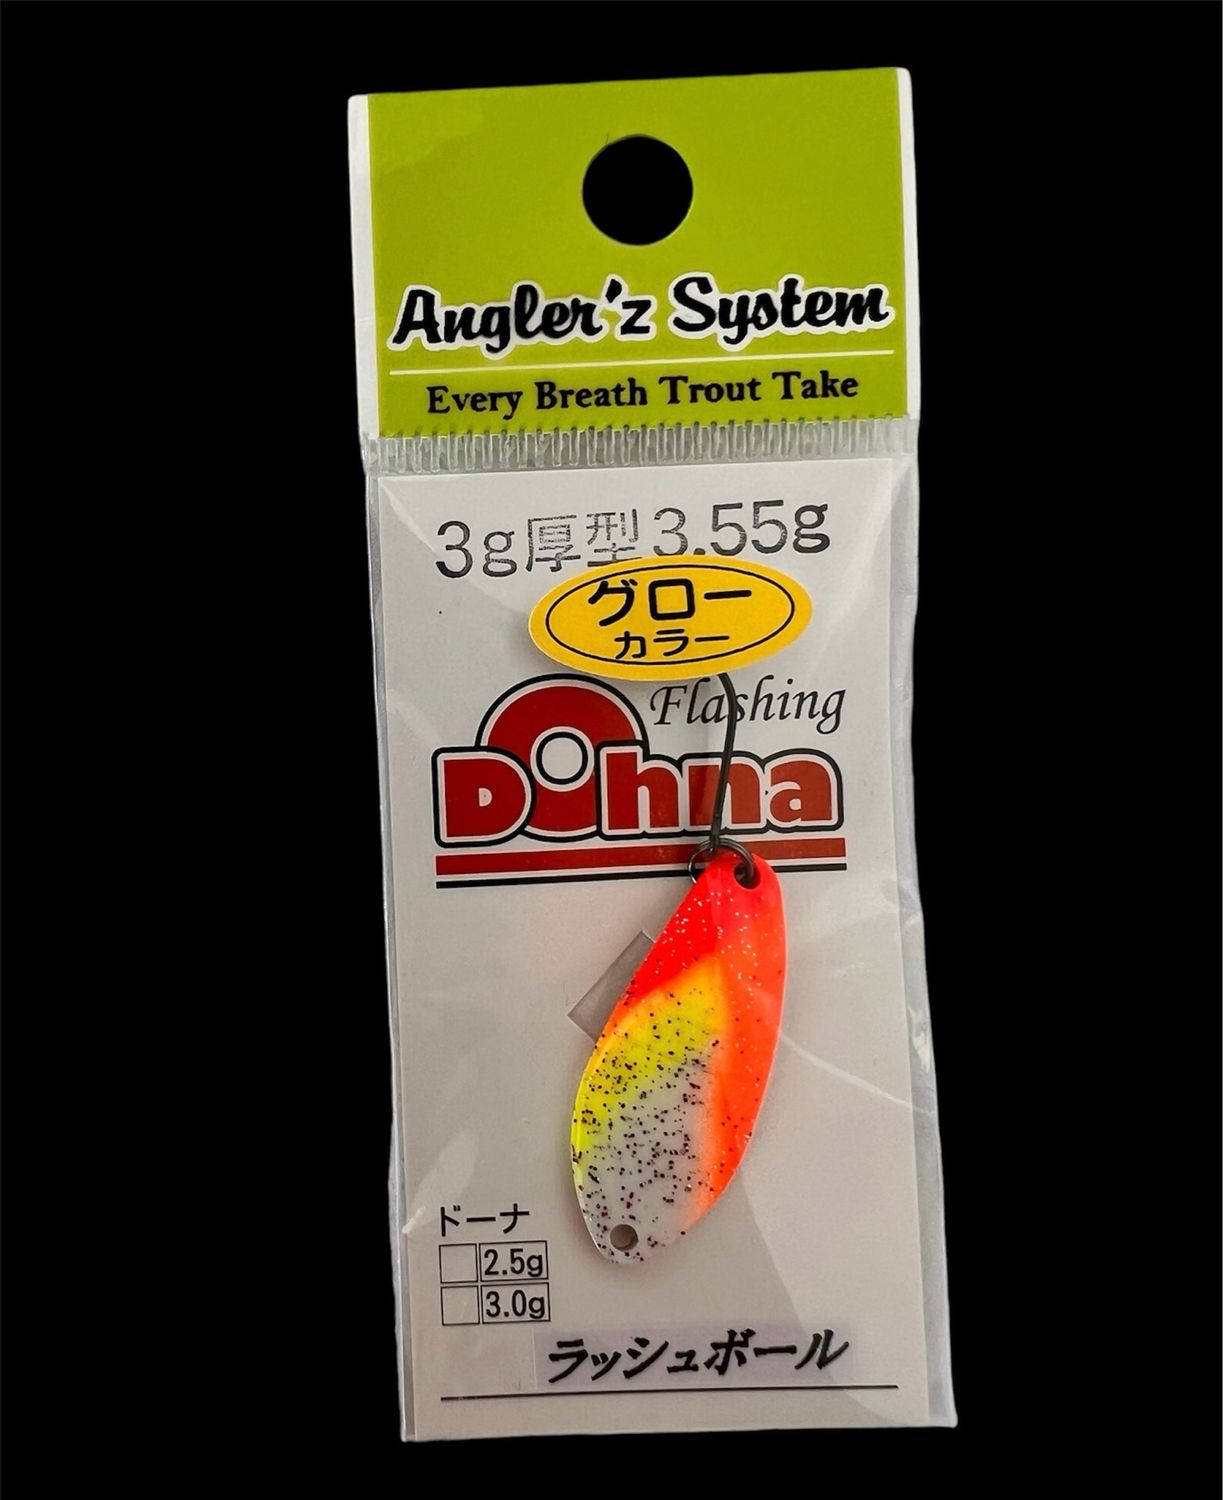 Angler'z System
Every Breath Trout Take
3g厚型3.55g
グロー
カラー
Flashing
Dohna
ドーナ
2.5g
3.0g
ラッシュボール